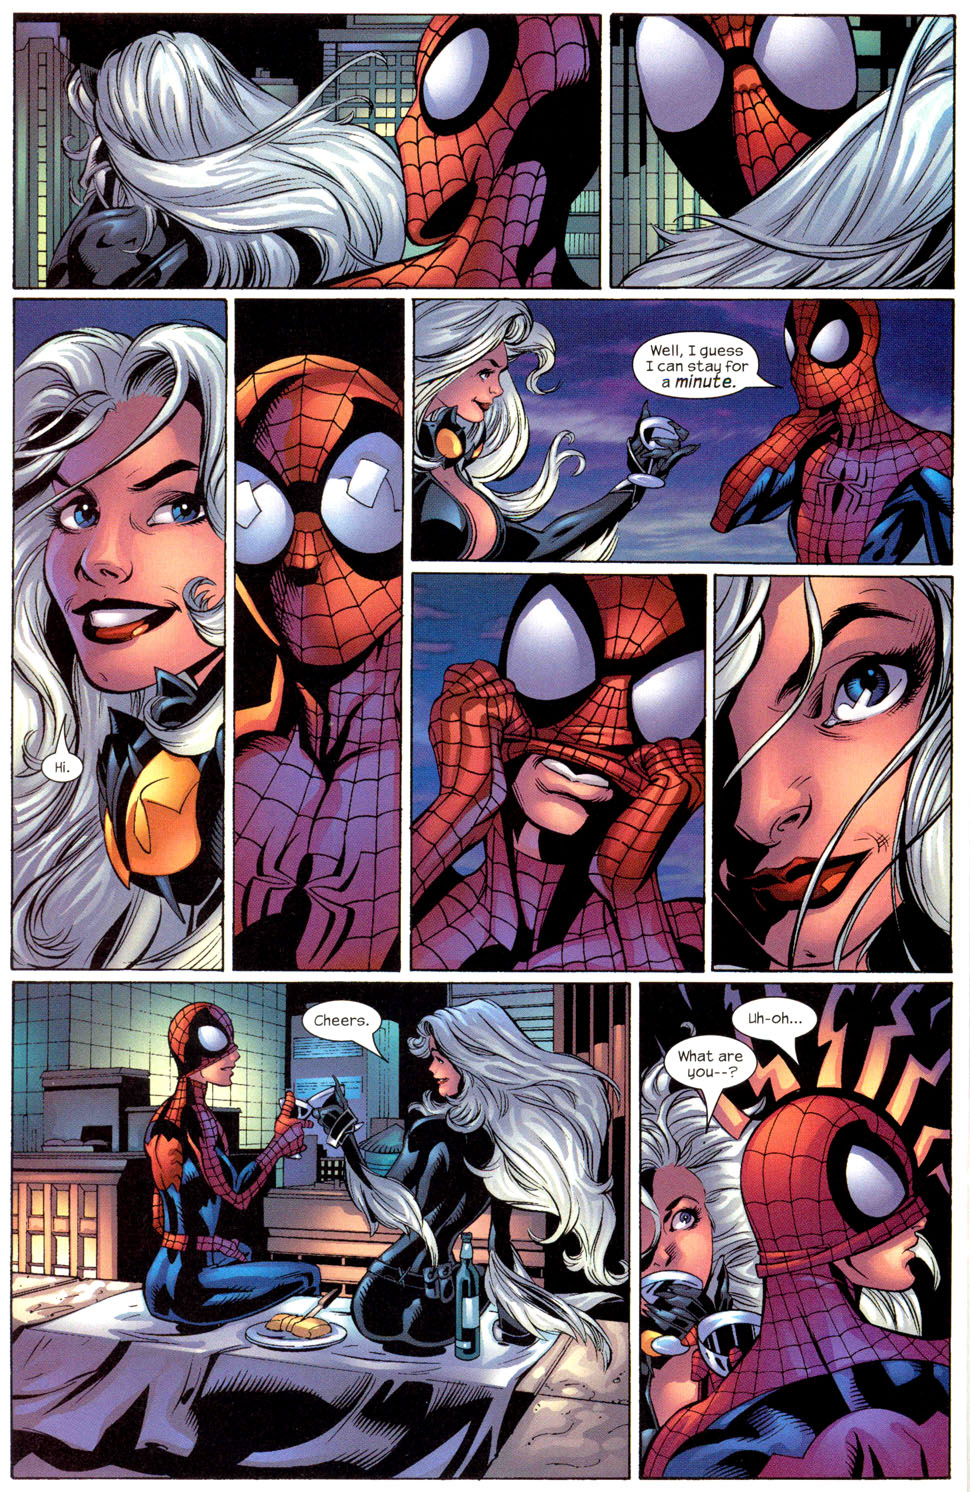 Hi.
Well, I guess
I can stay for
a minute.
Cheers.
Uh-oh...
What are
you--?